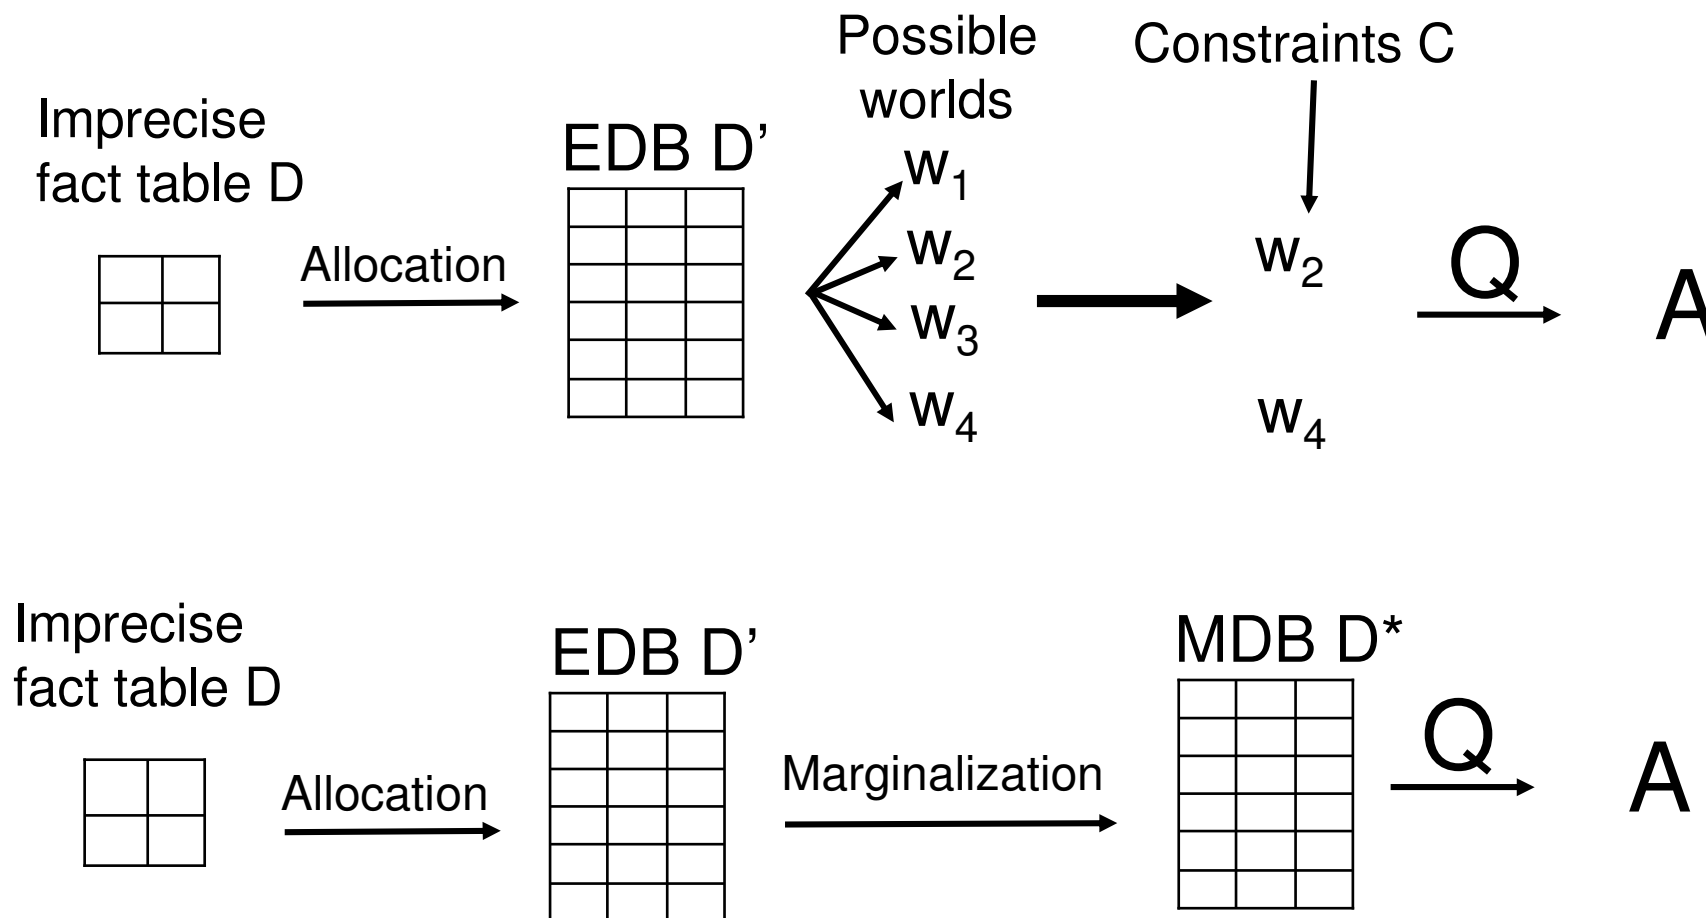 Possible
worlds
Constraints C
Imprecise
fact table D
EDB D’
Allocation
w1
w2
w3
w4
w2
w4
Q
A
Imprecise
fact table D
EDB D’
MDB D*
Allocation
Marginalization
Q
A